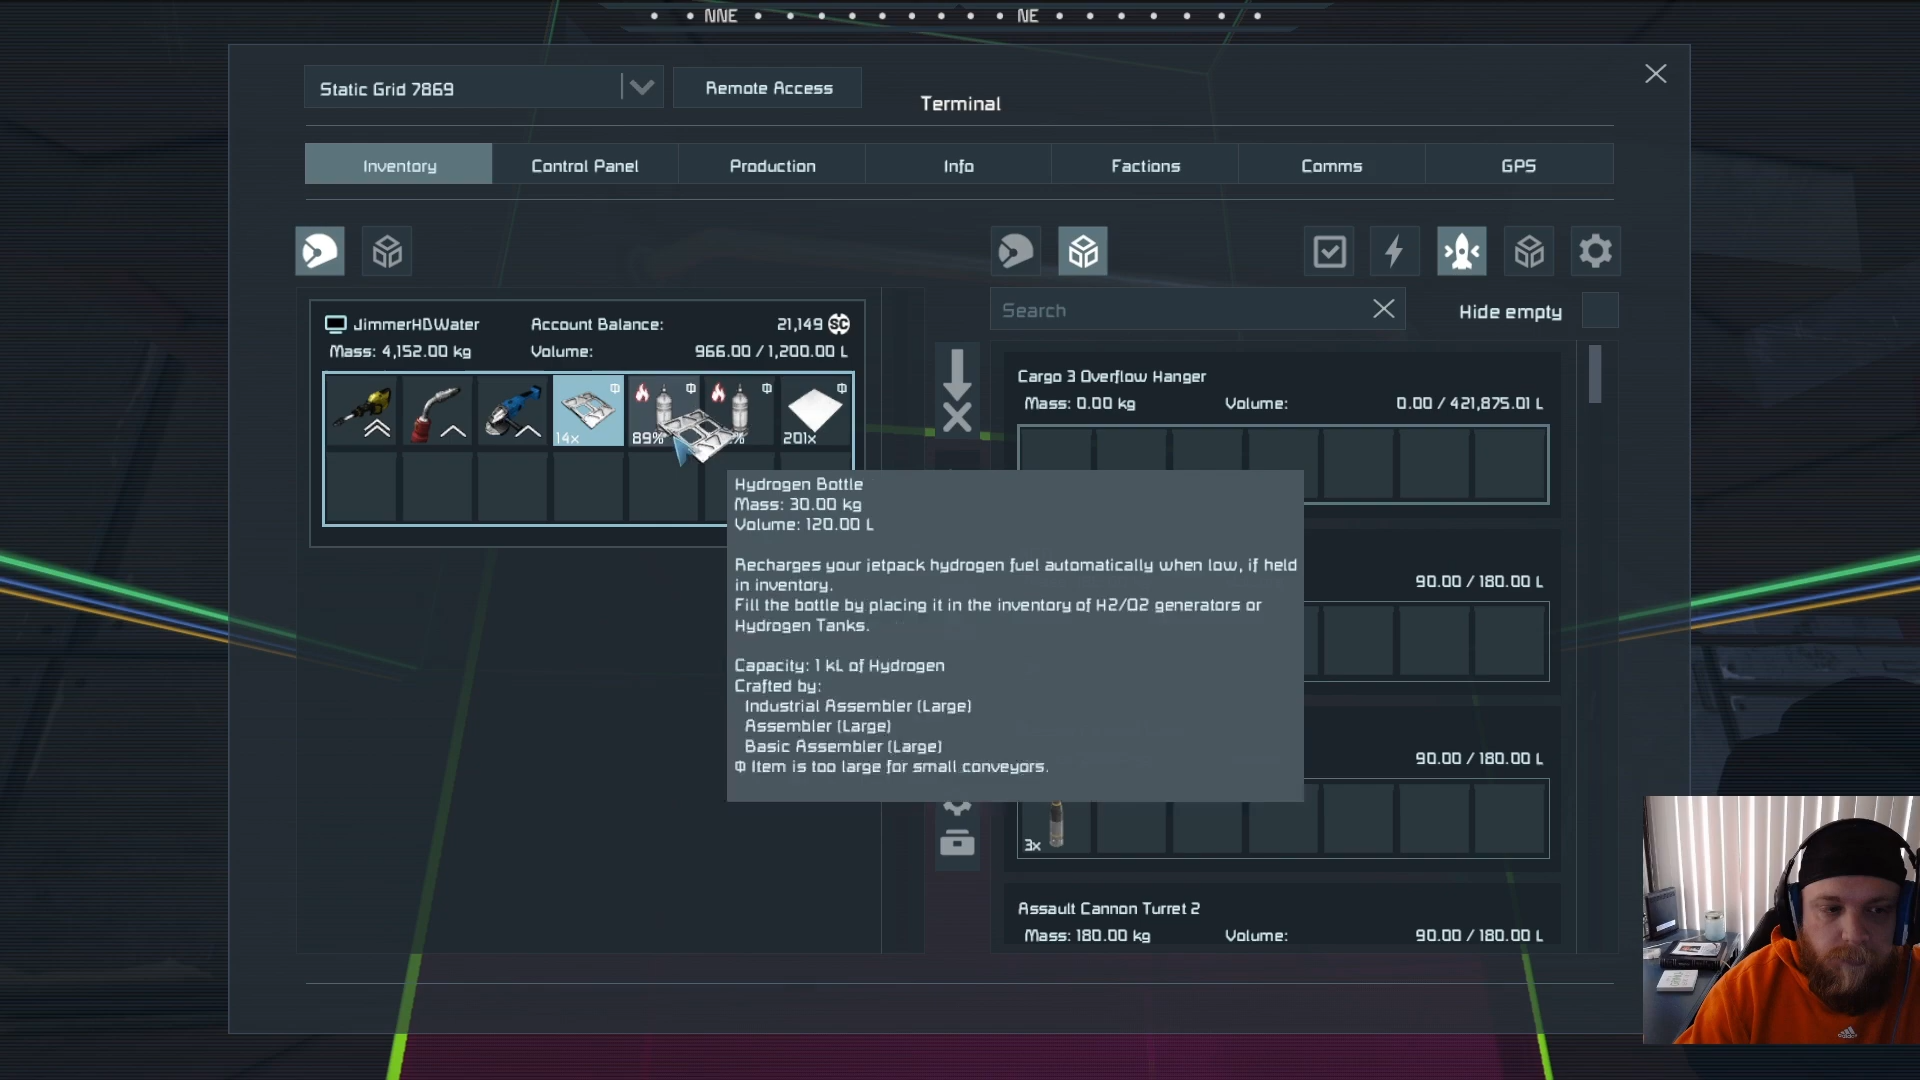 NNE NE
Static Grid 7869
Remote Access
Terminal
Inventory
Control Panel
Production
Info
Factions
Comms
GPS
JimmerHDWater
Account Balance:
21,149 SC
Mass: 4,152.00 kg
Volume:
966.00 / 1,200.00 L
14x
89%
%
201x
Search
Hide empty
Cargo 3 Overflow Hanger
Mass: 0.00 kg
Volume:
0.00 / 421,875.01 L
Hydrogen Bottle
Mass: 30.00 kg
Volume: 120.00 L
Recharges your jetpack hydrogen fuel automatically when low, if held
in inventory.
Fill the bottle by placing it in the inventory of H2/O2 generators or
Hydrogen Tanks.
Capacity: 1 kL of Hydrogen
Crafted by:
Industrial Assembler (Large)
Assembler (Large)
Basic Assembler (Large)
Item is too large for small conveyors.
90.00 / 180.00 L
90.00 / 180.00 L
3x
Assault Cannon Turret 2
Mass: 180.00 kg
Volume:
90.00 / 180.00 L